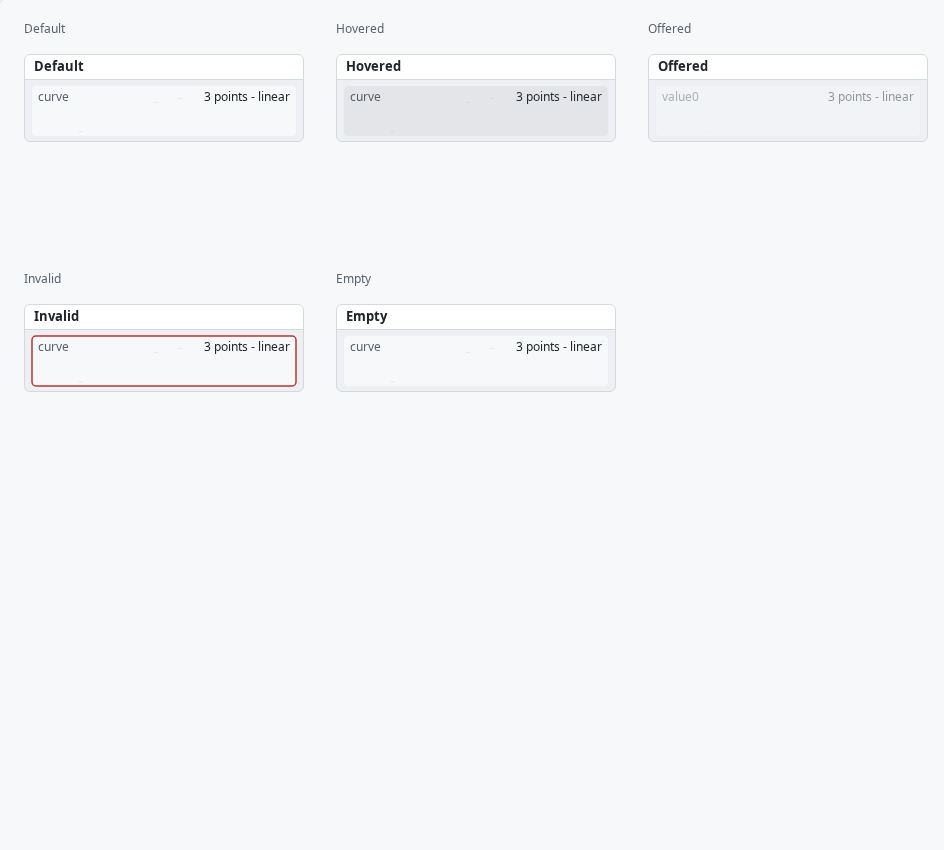 Default
Hovered
Offered
Default
Hovered
Offered
curve 3 points - linear
curve 3 points - linear
value0 3 points - linear
Invalid
Empty
Invalid
Empty
curve 3 points - linear
curve 3 points - linear